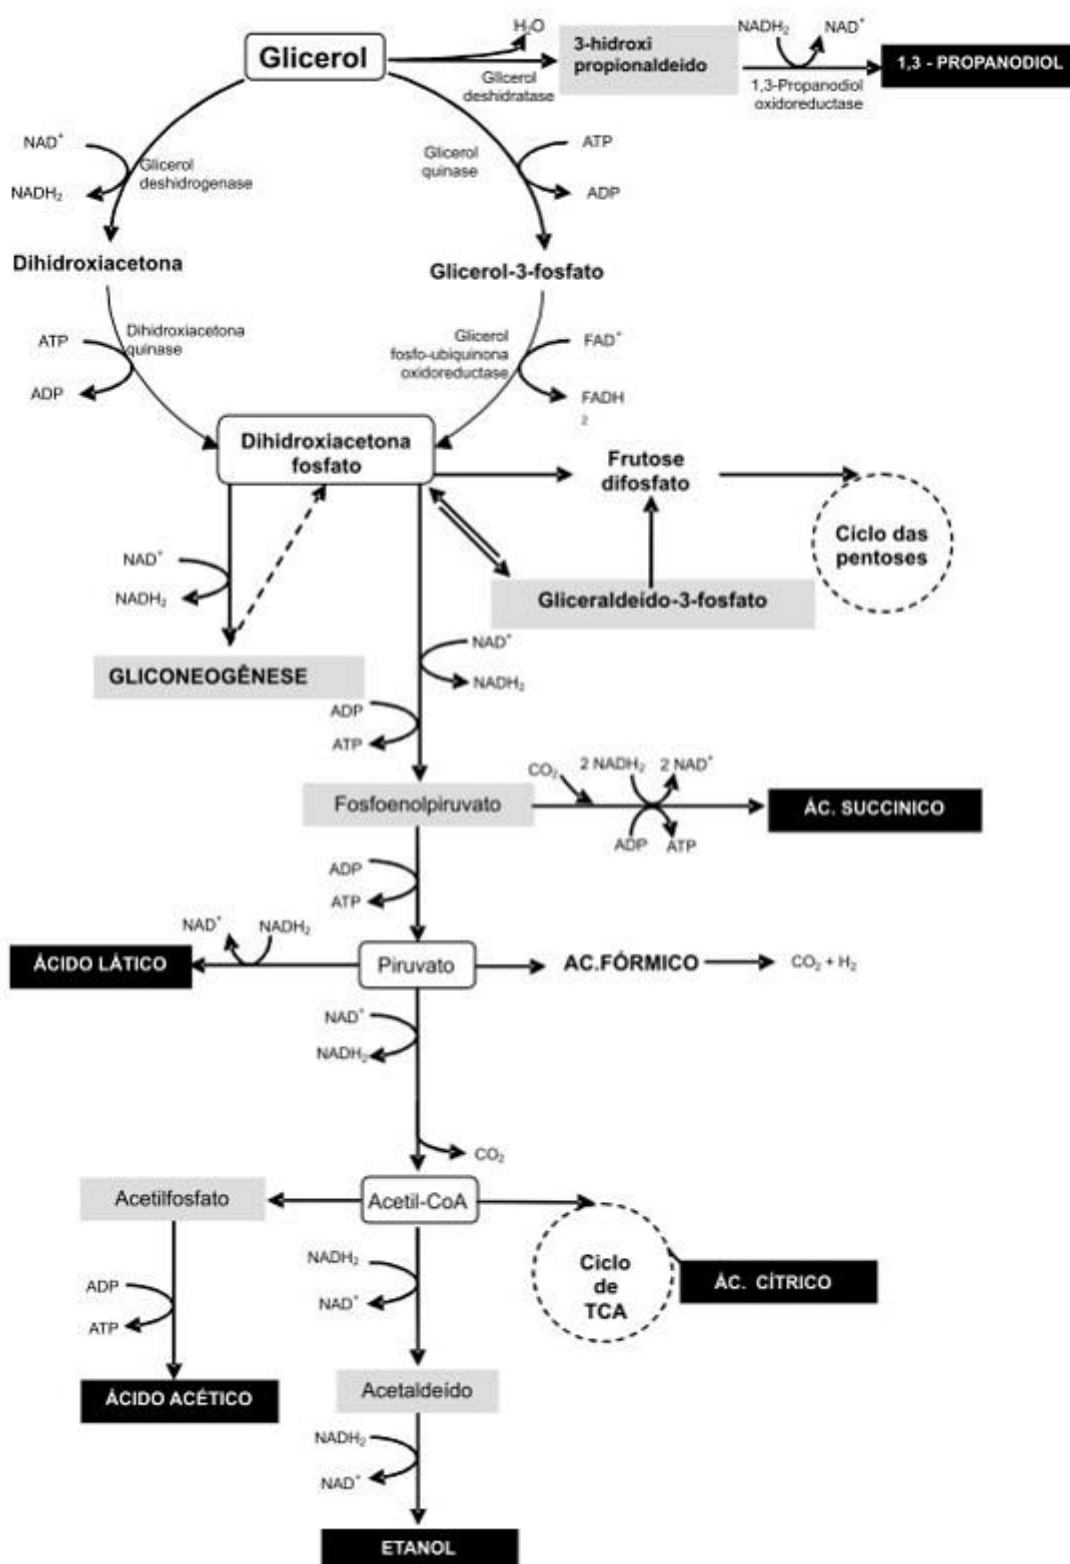 Glicerol
H₂O
Glicerol
deshidratase
3-hidroxi
propionaldeido
NADH₂
NAD⁺
1,3-Propanodiol
oxidoreductase
1,3 - PROPANODIOL
NAD⁺
NADH₂
Glicerol
deshidrogenase
Glicerol
quinase
ATP
ADP
Dihidroxiacetona
Glicerol-3-fosfato
ATP
ADP
Dihidroxiacetona
quinase
Glicerol
fosfo-ubiquinona
oxidoreductase
FAD⁺
FADH
2
Dihidroxiacetona
fosfato
Frutose
difosfato
Ciclo das
pentoses
NAD⁺
NADH₂
Gliceraldeído-3-fosfato
GLICONEOGÊNESE
NAD⁺
NADH₂
ADP
ATP
Fosfoenolpiruvato
CO₂
2 NADH₂
2 NAD⁺
ADP
ATP
ÁC. SUCCINICO
ADP
ATP
NAD⁺
NADH₂
ÁCIDO LÁTICO
Piruvato
AC.FÓRMICO
CO₂ + H₂
NAD⁺
NADH₂
CO₂
Acetilfosfato
Acetil-CoA
Ciclo
de
TCA
ÁC. CÍTRICO
ADP
ATP
NADH₂
NAD⁺
ÁCIDO ACÉTICO
Acetaldeído
NADH₂
NAD⁺
ETANOL